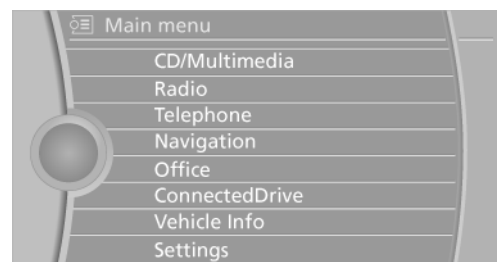 Main menu
CD/Multimedia
Radio
Telephone
Navigation
Office
ConnectedDrive
Vehicle Info
Settings